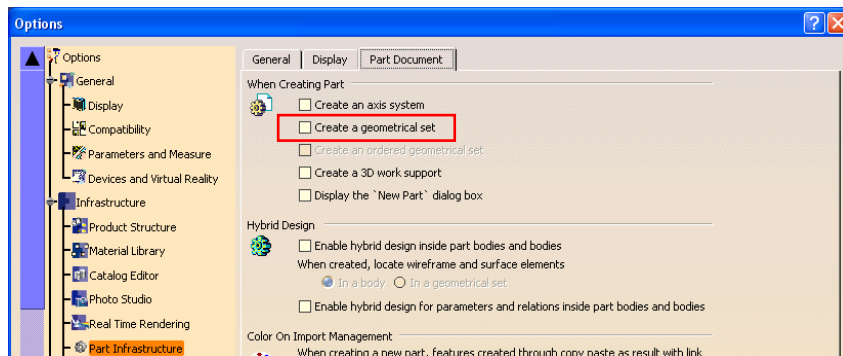 Options
Options
General
Display
Compatibility
Parameters and Measure
Devices and Virtual Reality
Infrastructure
Product Structure
Material Library
Catalog Editor
Photo Studio
Real Time Rendering
Part Infrastructure
General Display Part Document
When Creating Part
Create an axis system
Create a geometrical set
Create an ordered geometrical set
Create a 3D work support
Display the `New Part` dialog box
Hybrid Design
Enable hybrid design inside part bodies and bodies
When created, locate wireframe and surface elements
In a body In a geometrical set
Enable hybrid design for parameters and relations inside part bodies and bodies
Color On Import Management
When creating a new part, features created through copy paste as result with link